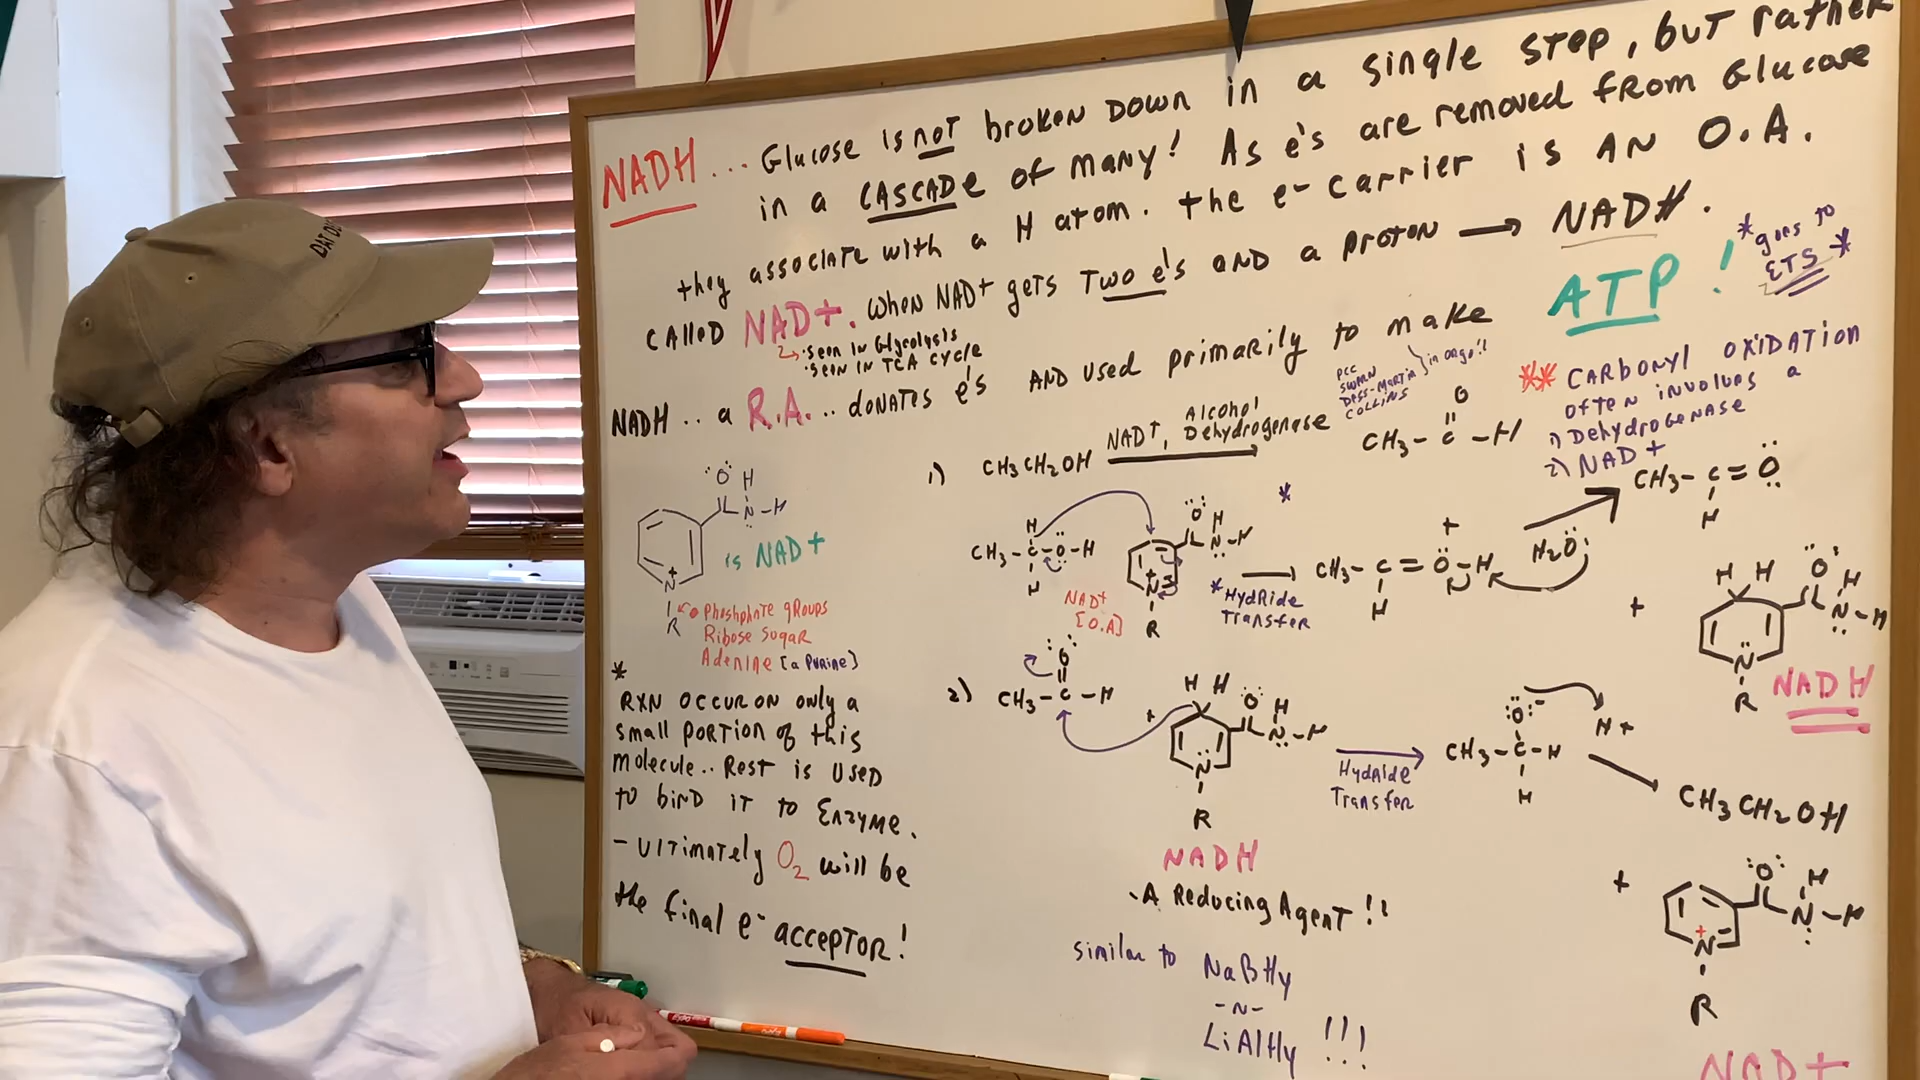 DAT D
NADH... Glucose is not broken DOWN in a single step, but rather
in a CASCADE of MANY! As e's are removed from Glucose
they associate with a H atom. the e- carrier is AN O.A.
called NAD+. when NAD+ gets Two e's AND a proton → NADH.
• seen in Glycolysis
• seen in TCA cycle
* goes to
ETS *
NADH.. a R.A... donates e's AND used primarily to make ATP!
PCC
SWERN
Dess-Martin
COLLINS
in orgo!!
** CARbonyl OXIDATION
often involves a
1) Dehydrogenase
2) NAD+
1) CH3CH2OH NAD+, Alcohol Dehydrogenase CH3-C-H
O
CH3-C=O
H
O H
N-H
is NAD+
N
R
Phosphate groups
Ribose sugar
Adenine [a purine]
H
CH3-C-O-H
H
O H
N-H
N
R
NAD+
[O.A]
*
* Hydride
Transfer
+
CH3-C=O-H
H
H2O
+
H H O H
N-H
N
R
NADH
*
RXN OCCUR ON only a
small portion of this
molecule.. Rest is used
to bind it to Enzyme.
- ultimately O2 will be
the final e- acceptor!
2) O
CH3-C-H
+
H H O H
N-H
N
R
NADH
Hydride
Transfer
O-
CH3-C-H
H
H+
CH3CH2OH
+
O H
N-H
+
N
R
NAD+
-A Reducing Agent!!
similar to NaBH4
-N-
LiAlH4 !!!